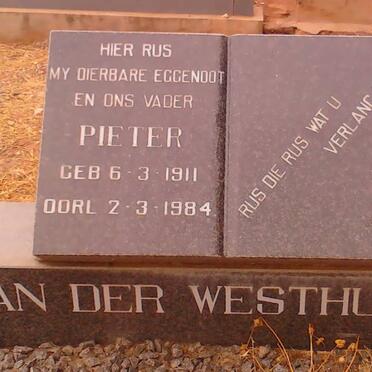 HIER RUS
MY DIERBARE EGGENOOT
EN ONS VADER
PIETER
GEB 6-3-1911
OORL 2-3-1984
RUS DIE RUS WAT U
VERLANG
AN DER WESTHU